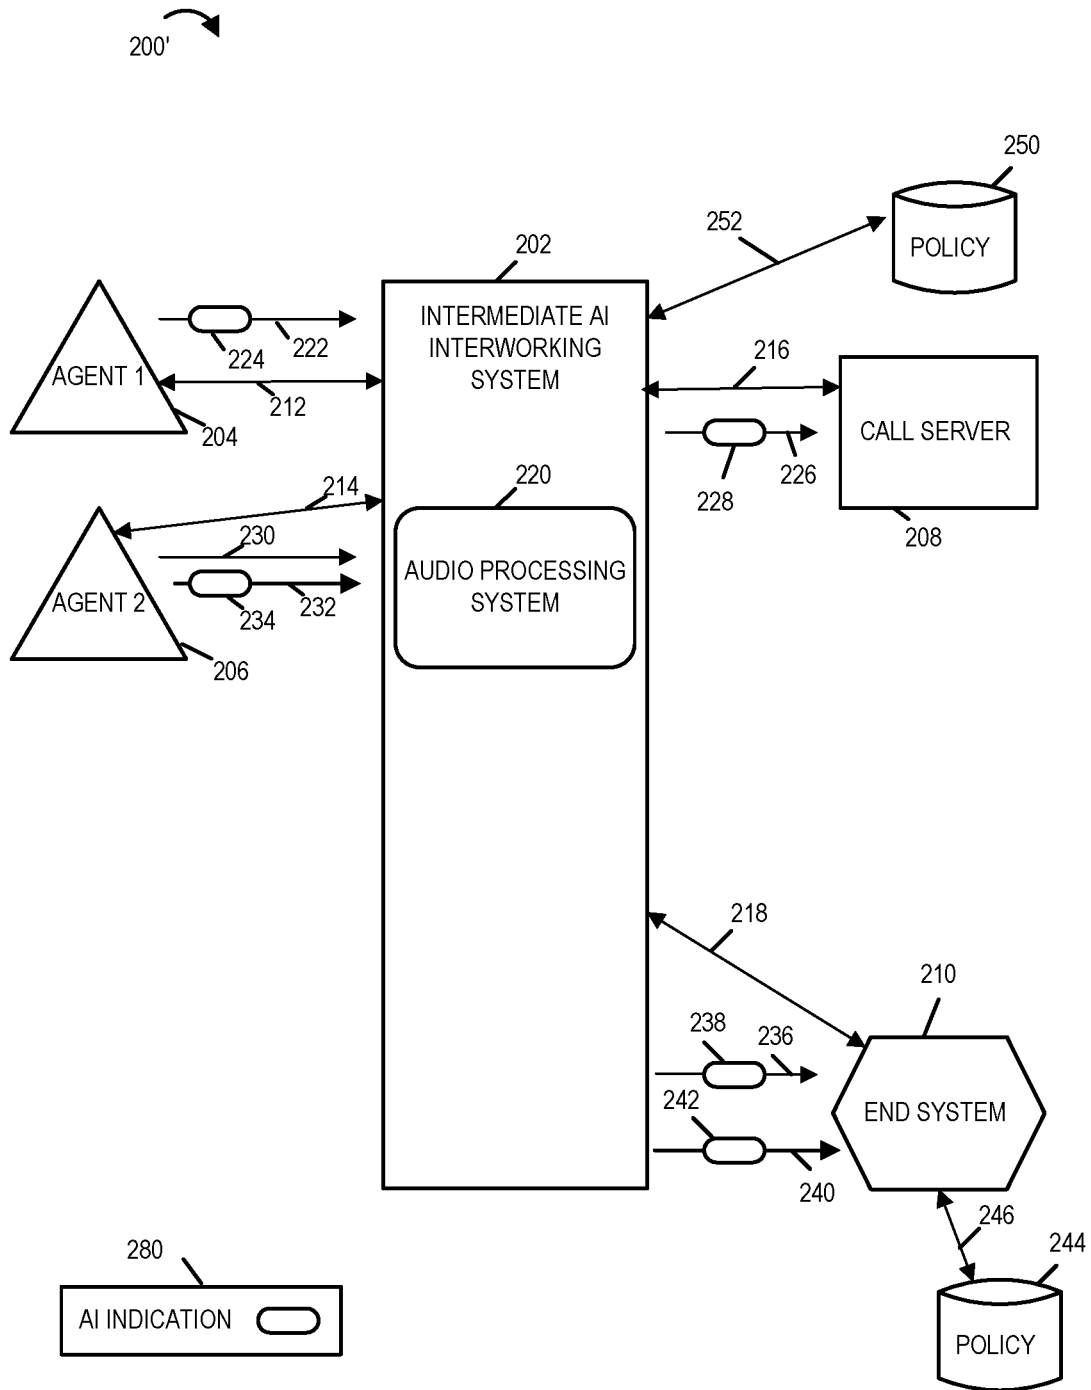 200'
250
POLICY
252
202
INTERMEDIATE AI
INTERWORKING
SYSTEM
224
222
AGENT 1
212
204
216
CALL SERVER
228
226
208
214
220
230
AUDIO PROCESSING
SYSTEM
AGENT 2
234
232
206
218
210
238
236
242
END SYSTEM
240
246
244
POLICY
280
AI INDICATION